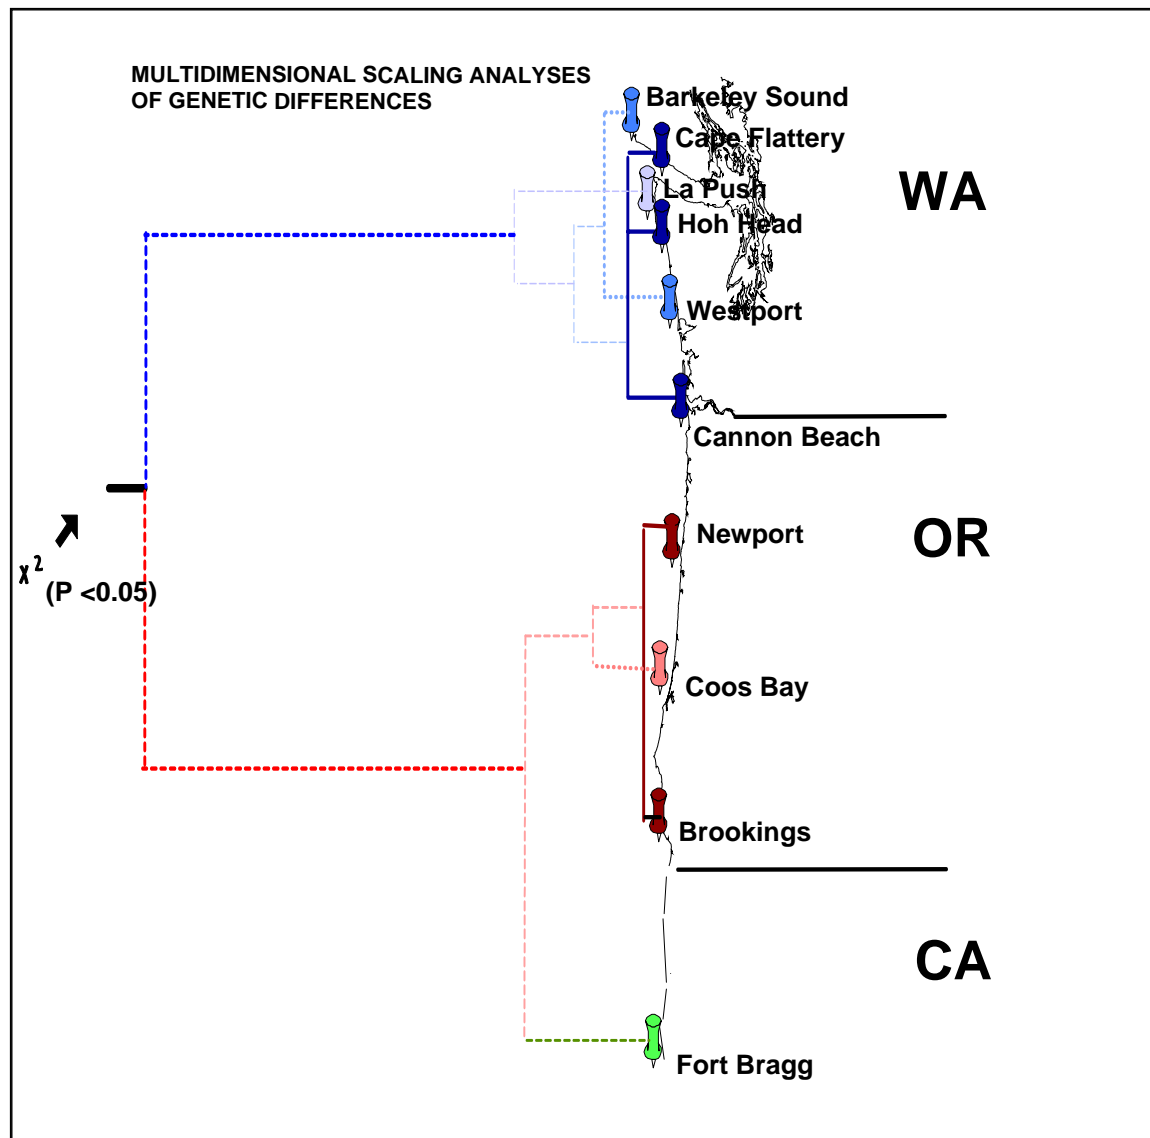 MULTIDIMENSIONAL SCALING ANALYSES
OF GENETIC DIFFERENCES
Barkeley Sound
Cape Flattery
La Push
Hoh Head
Westport
WA
Cannon Beach
Newport
OR
X²
(P <0.05)
Coos Bay
Brookings
CA
Fort Bragg